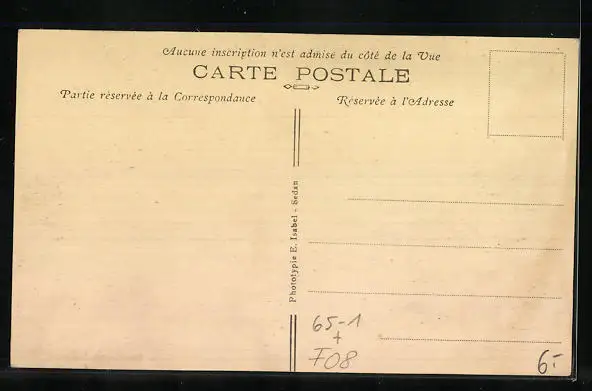 Aucune inscription n'est admise du côté de la Vue
CARTE POSTALE
Partie réservée à la Correspondance
Réservée à l'Adresse
Phototypie E. Isabel - Sedan
65-1
+
F08
6-